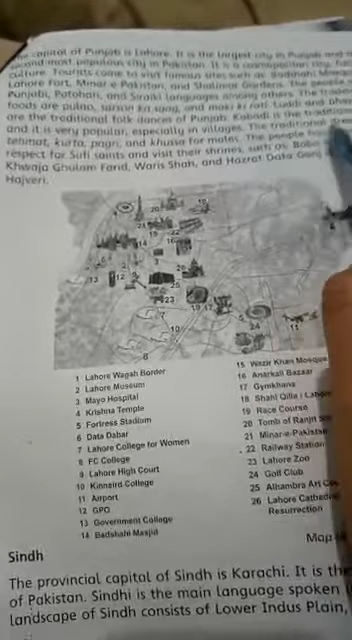 capital of Punjab is Lahore. It is the largest city in Punjab and
second most populous city in Pakistan. It is a cosmopolitan city,
culture. Tourists come to visit famous sites such as Badshahi Mosque
Lahore Fort, Minar-e-Pakistan, and Shalimar Gardens. The people
Punjabi, Potohari, and Siraiki languages among others. The
foods are pulao, sarson ka saag, and maki ki roti. Luddi and
are the traditional folk dances of Punjab. Kabadi is the
and it is very popular, especially in villages. The traditional
tehmat, kurta, pagri, and khussa for males. The people
respect for Sufi saints and visit their shrines, such as, Baba
Khwaja Ghulam Farid, Waris Shah, and Hazrat Data Ganj
Hajveri.
1 Lahore Wagah Border
2 Lahore Museum
3 Mayo Hospital
4 Krishna Temple
5 Fortress Stadium
6 Data Dabar
7 Lahore College for Women
8 FC College
9 Lahore High Court
10 Kinnaird College
11 Airport
12 GPO
13 Government College
14 Badshahi Masjid
15 Wazir Khan Mosque
16 Anarkali Bazaar
17 Gymkhana
18 Shahi Qilla : Lahore
19 Race Course
20 Tomb of Ranjit
21 Minar-e-Pakistan
22 Railway Station
23 Lahore Zoo
24 Golf Club
25 Alhambra Art
26 Lahore Cathedral
Resurrection
Map
Sindh
The provincial capital of Sindh is Karachi. It is the
of Pakistan. Sindhi is the main language spoken
landscape of Sindh consists of Lower Indus Plain,